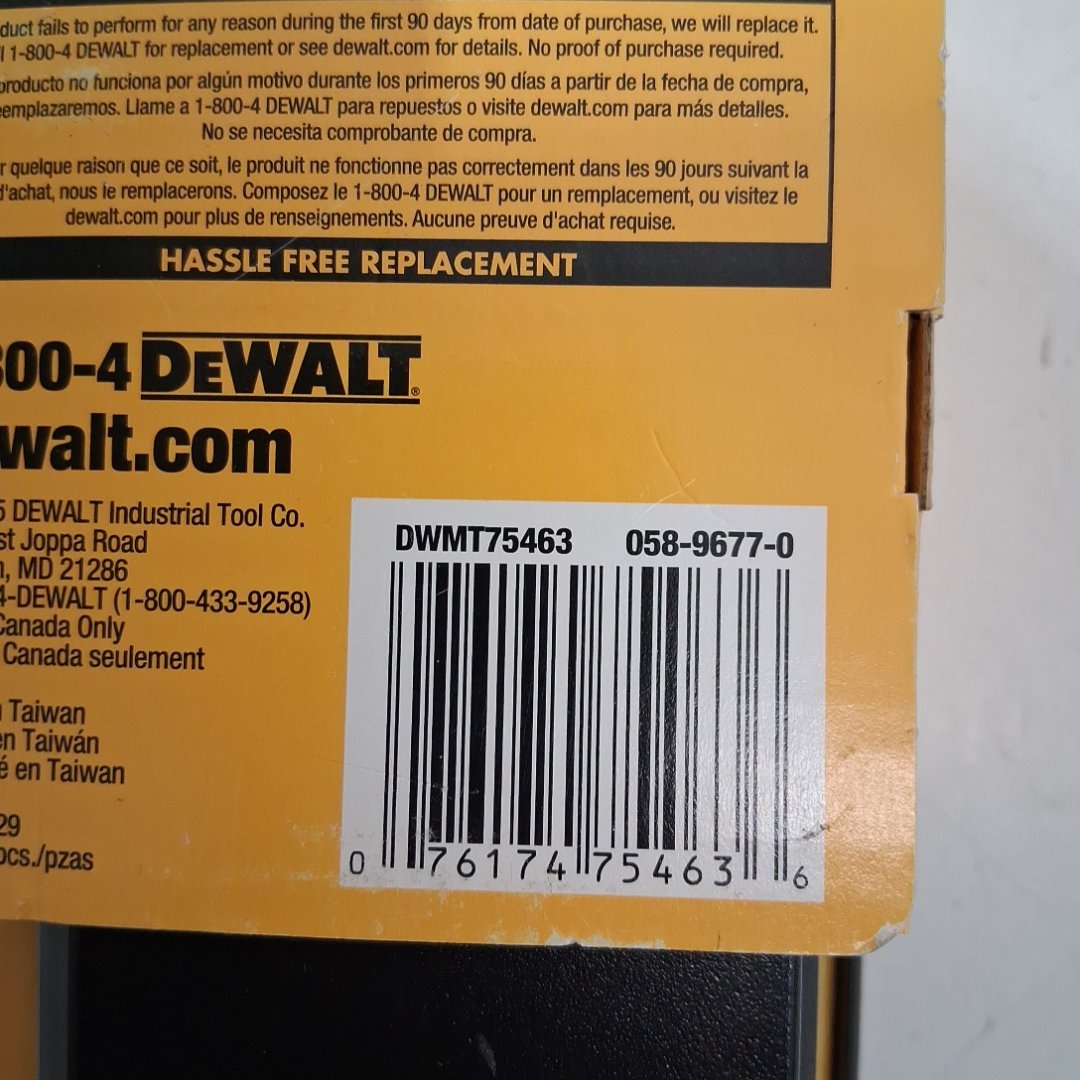 duct fails to perform for any reason during the first 90 days from date of purchase, we will replace it.
1-800-4 DEWALT for replacement or see dewalt.com for details. No proof of purchase required.
producto no funciona por algún motivo durante los primeros 90 días a partir de la fecha de compra,
emplazaremos. Llame a 1-800-4 DEWALT para repuestos o visite dewalt.com para más detalles.
No se necesita comprobante de compra.
r quelque raison que ce soit, le produit ne fonctionne pas correctement dans les 90 jours suivant la
d'achat, nous le remplacerons. Composez le 1-800-4 DEWALT pour un remplacement, ou visitez le
dewalt.com pour plus de renseignements. Aucune preuve d'achat requise.
HASSLE FREE REPLACEMENT
800-4 DEWALT®
walt.com
5 DEWALT Industrial Tool Co.
st Joppa Road
n, MD 21286
4-DEWALT (1-800-433-9258)
Canada Only
Canada seulement
Taiwan
en Taiwán
é en Taiwan
29
pcs./pzas
DWMT75463 058-9677-0
0 76174 75463 6